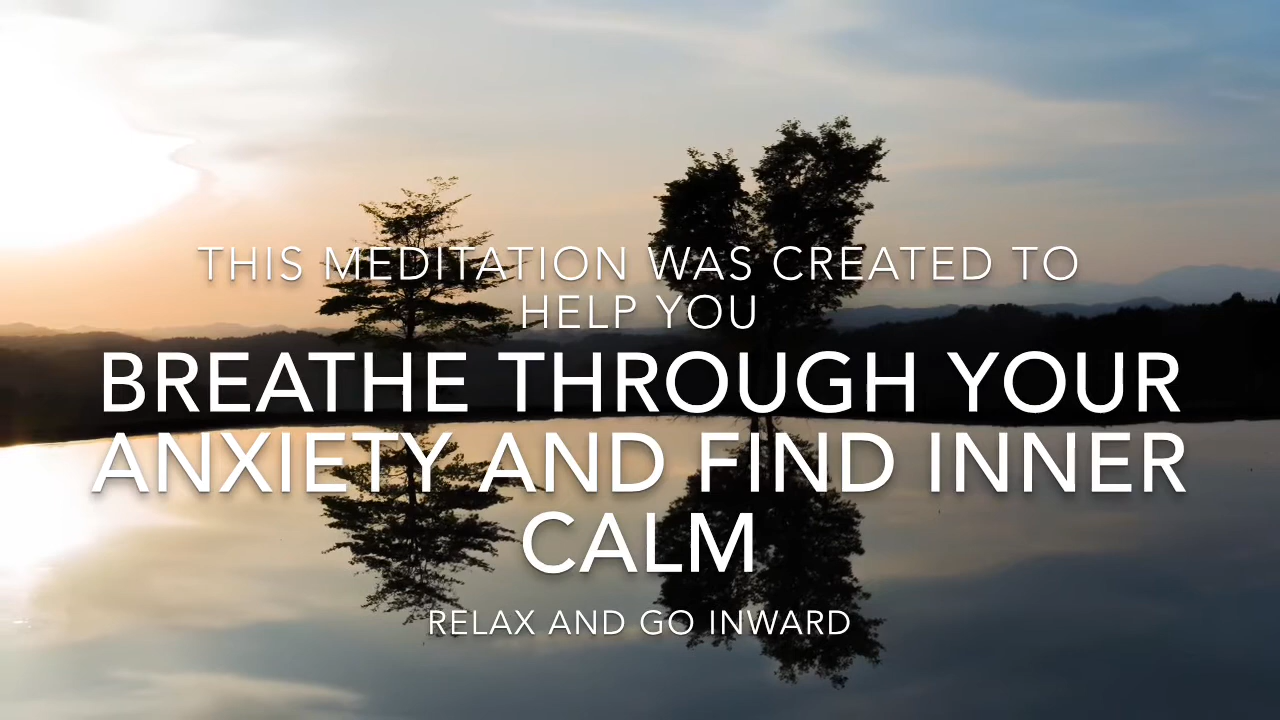 THIS MEDITATION WAS CREATED TO
HELP YOU
BREATHE THROUGH YOUR
ANXIETY AND FIND INNER
CALM
RELAX AND GO INWARD